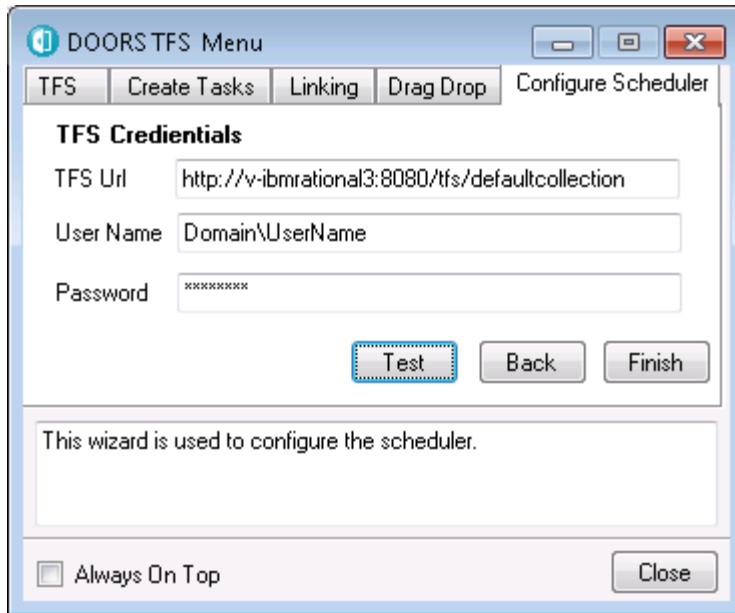 DOORS TFS Menu
TFS Create Tasks Linking Drag Drop Configure Scheduler
TFS Credientials
TFS Url http://v-ibmrational3:8080/tfs/defaultcollection
User Name Domain\UserName
Password ********
Test Back Finish
This wizard is used to configure the scheduler.
Always On Top Close